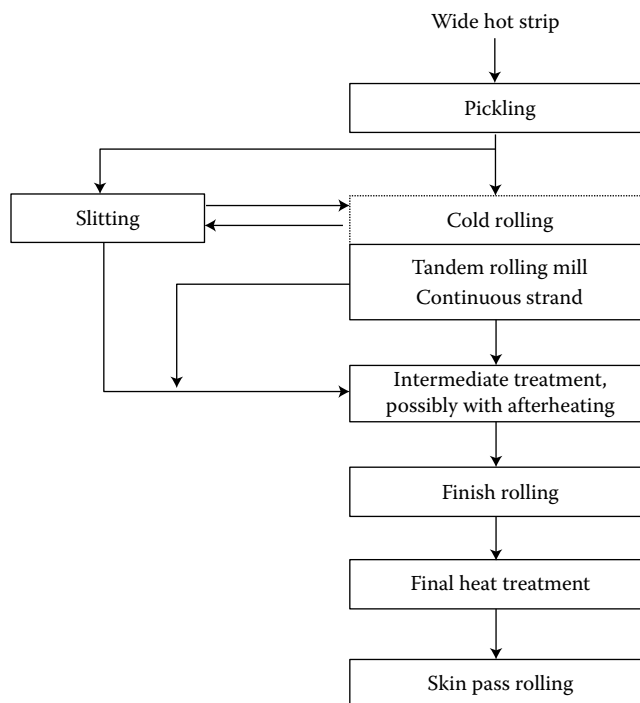 Wide hot strip
Pickling
Slitting
Cold rolling
Tandem rolling mill
Continuous strand
Intermediate treatment,
possibly with afterheating
Finish rolling
Final heat treatment
Skin pass rolling